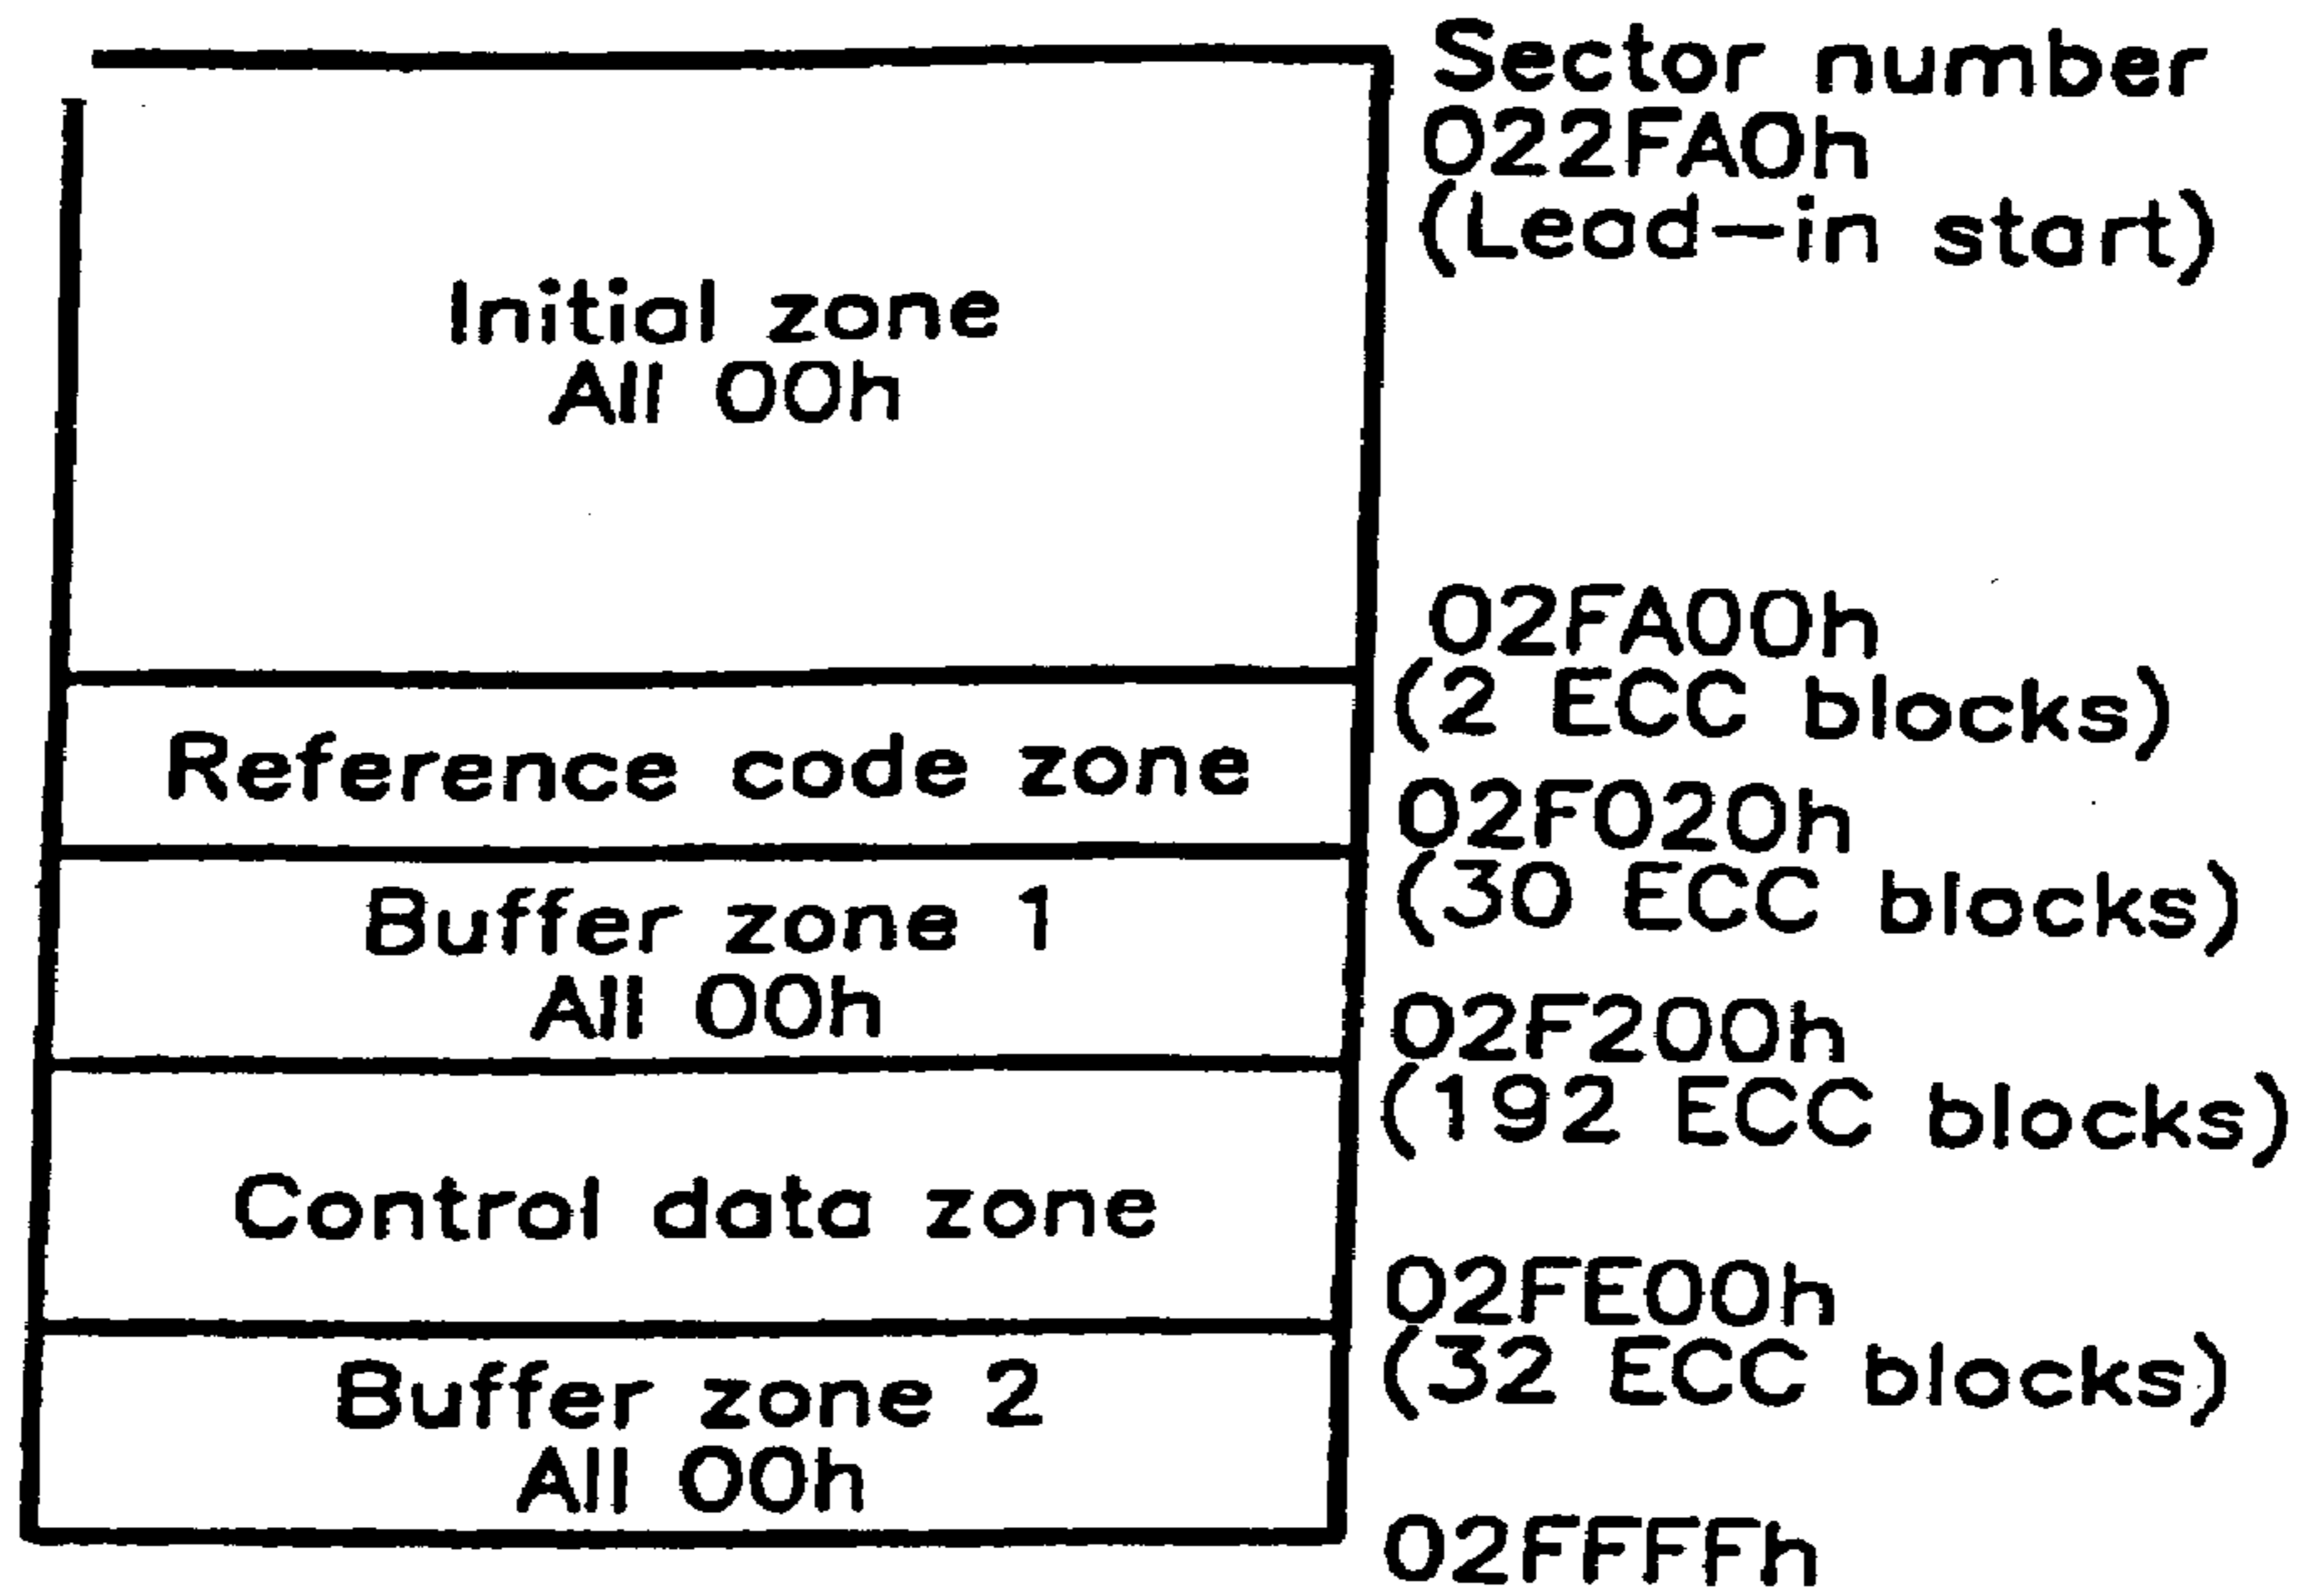 Sector number
022FA0h
(Lead-in start)
Initial zone
All 00h
02FA00h
(2 ECC blocks)
Reference code zone
02F020h
(30 ECC blocks)
Buffer zone 1
All 00h
02F200h
(192 ECC blocks)
Control data zone
02FE00h
(32 ECC blocks)
Buffer zone 2
All 00h
02FFFFh